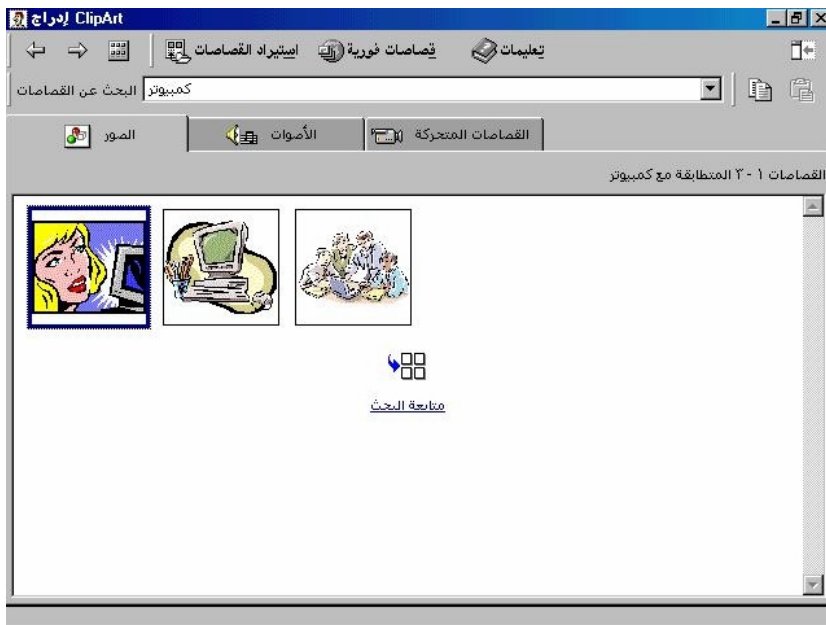 إدراج ClipArt
استيراد القصاصات قصاصات فورية تعليمات
البحث عن القصاصات كمبيوتر
الصور الأصوات القصاصات المتحركة
القصاصات ١ - ٣ المتطابقة مع كمبيوتر
متابعة البحث